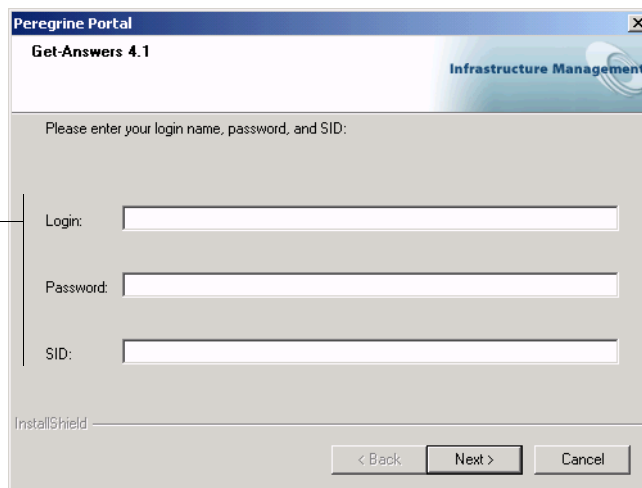 Peregrine Portal
Get-Answers 4.1
Infrastructure Management
Please enter your login name, password, and SID:
Login:
Password:
SID:
InstallShield
< Back
Next >
Cancel